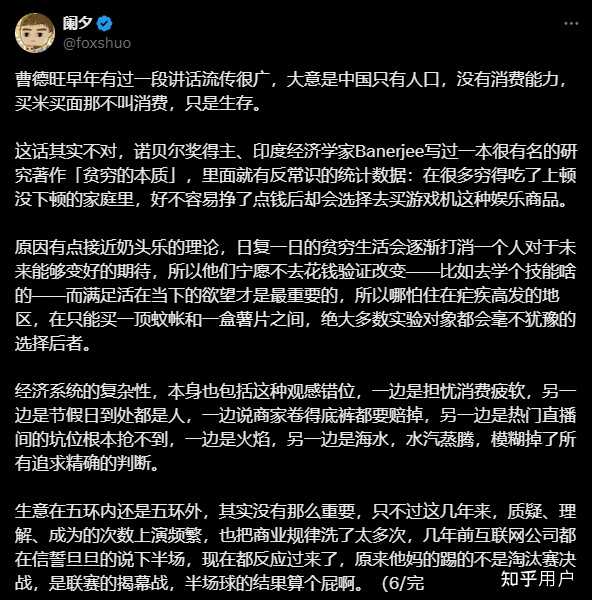 阑夕
@foxshuo
曹德旺早年有过一段讲话流传很广，大意是中国只有人口，没有消费能力，
买米买面那不叫消费，只是生存。
这话其实不对，诺贝尔奖得主、印度经济学家Banerjee写过一本很有名的研
究著作「贫穷的本质」，里面就有反常识的统计数据：在很多穷得吃了上顿
没下顿的家庭里，好不容易挣了点钱后却会选择去买游戏机这种娱乐商品。
原因有点接近奶头乐的理论，日复一日的贫穷生活会逐渐打消一个人对于未
来能够变好的期待，所以他们宁愿不去花钱验证改变——比如去学个技能啥
的——而满足活在当下的欲望才是最重要的，所以哪怕住在疟疾高发的地
区，在只能买一顶蚊帐和一盒薯片之间，绝大多数实验对象都会毫不犹豫的
选择后者。
经济系统的复杂性，本身也包括这种观感错位，一边是担忧消费疲软，另一
边是节假日到处都是人，一边说商家卷得底裤都要赔掉，另一边是热门直播
间的坑位根本抢不到，一边是火焰，另一边是海水，水汽蒸腾，模糊掉了所
有追求精确的判断。
生意在五环内还是五环外，其实没有那么重要，只不过这几年来，质疑、理
解、成为的次数上演频繁，也把商业规律洗了太多次，几年前互联网公司都
在信誓旦旦的说下半场，现在都反应过来了，原来他妈的踢的不是淘汰赛决
战，是联赛的揭幕战，半场球的结果算个屁啊。（6/完
知乎用户